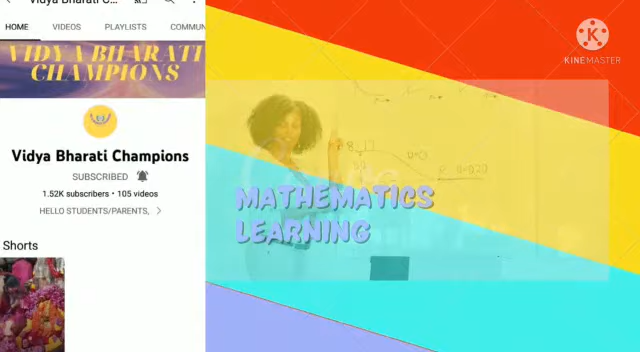 Vidya Bharati C...
HOME VIDEOS PLAYLISTS COMMUN
VIDYA BHARATI
CHAMPIONS
Vidya Bharati Champions
SUBSCRIBED
1.52K subscribers • 105 videos
HELLO STUDENTS/PARENTS,
Shorts
K
KINEMASTER
MATHEMATICS
LEARNING